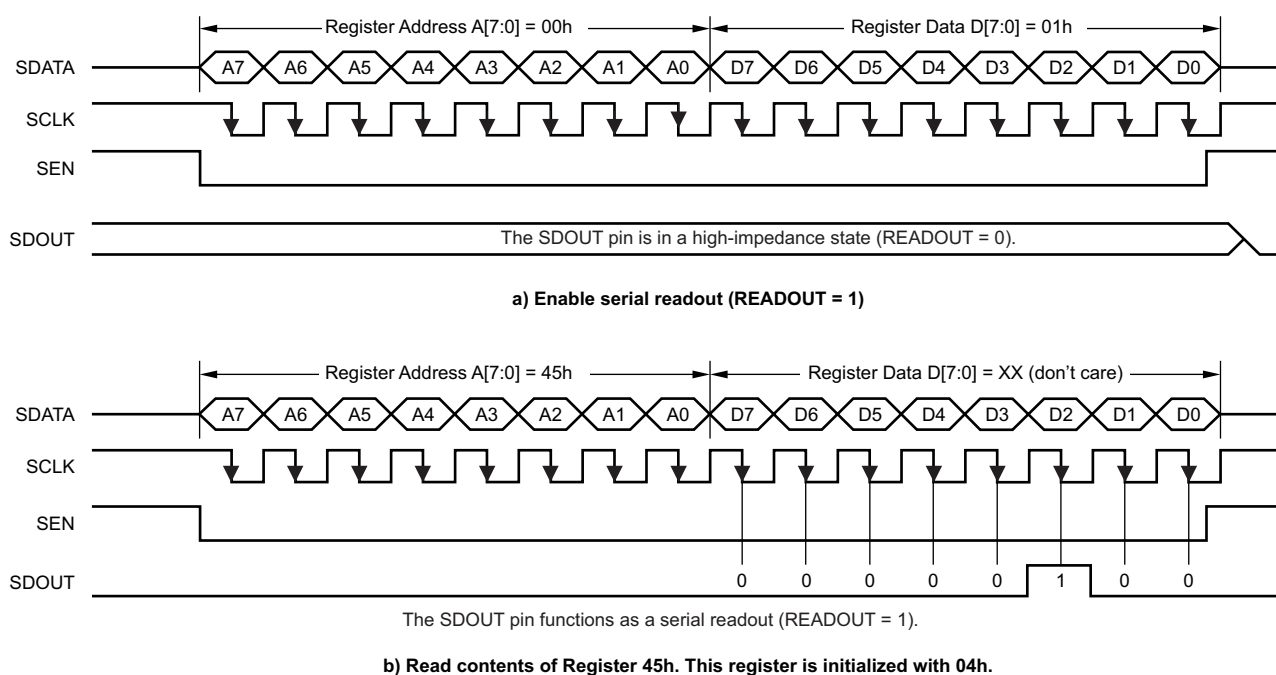 Register Address A[7:0] = 00h Register Data D[7:0] = 01h
SDATA A7 A6 A5 A4 A3 A2 A1 A0 D7 D6 D5 D4 D3 D2 D1 D0
SCLK
SEN
SDOUT The SDOUT pin is in a high-impedance state (READOUT = 0).
a) Enable serial readout (READOUT = 1)
Register Address A[7:0] = 45h Register Data D[7:0] = XX (don't care)
SDATA A7 A6 A5 A4 A3 A2 A1 A0 D7 D6 D5 D4 D3 D2 D1 D0
SCLK
SEN
SDOUT 0 0 0 0 0 1 0 0
The SDOUT pin functions as a serial readout (READOUT = 1).
b) Read contents of Register 45h. This register is initialized with 04h.